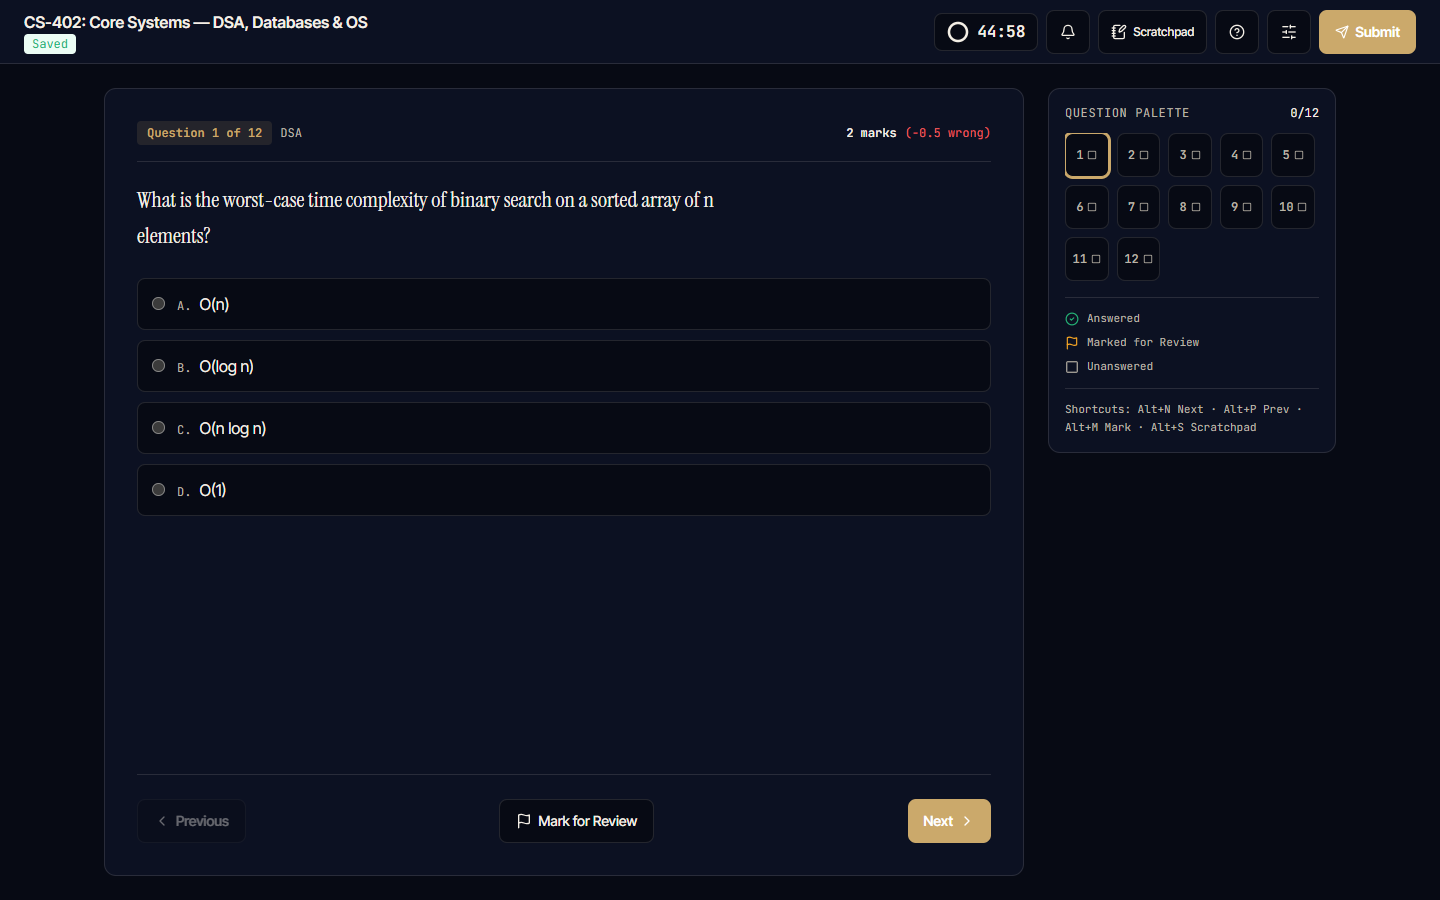 CS-402: Core Systems — DSA, Databases & OS
Saved
44:58
Scratchpad
Submit
Question 1 of 12 DSA
2 marks (-0.5 wrong)
What is the worst-case time complexity of binary search on a sorted array of n
elements?
A. O(n)
B. O(log n)
C. O(n log n)
D. O(1)
Previous
Mark for Review
Next
QUESTION PALETTE 0/12
1 2 3 4 5
6 7 8 9 10
11 12
Answered
Marked for Review
Unanswered
Shortcuts: Alt+N Next · Alt+P Prev ·
Alt+M Mark · Alt+S Scratchpad